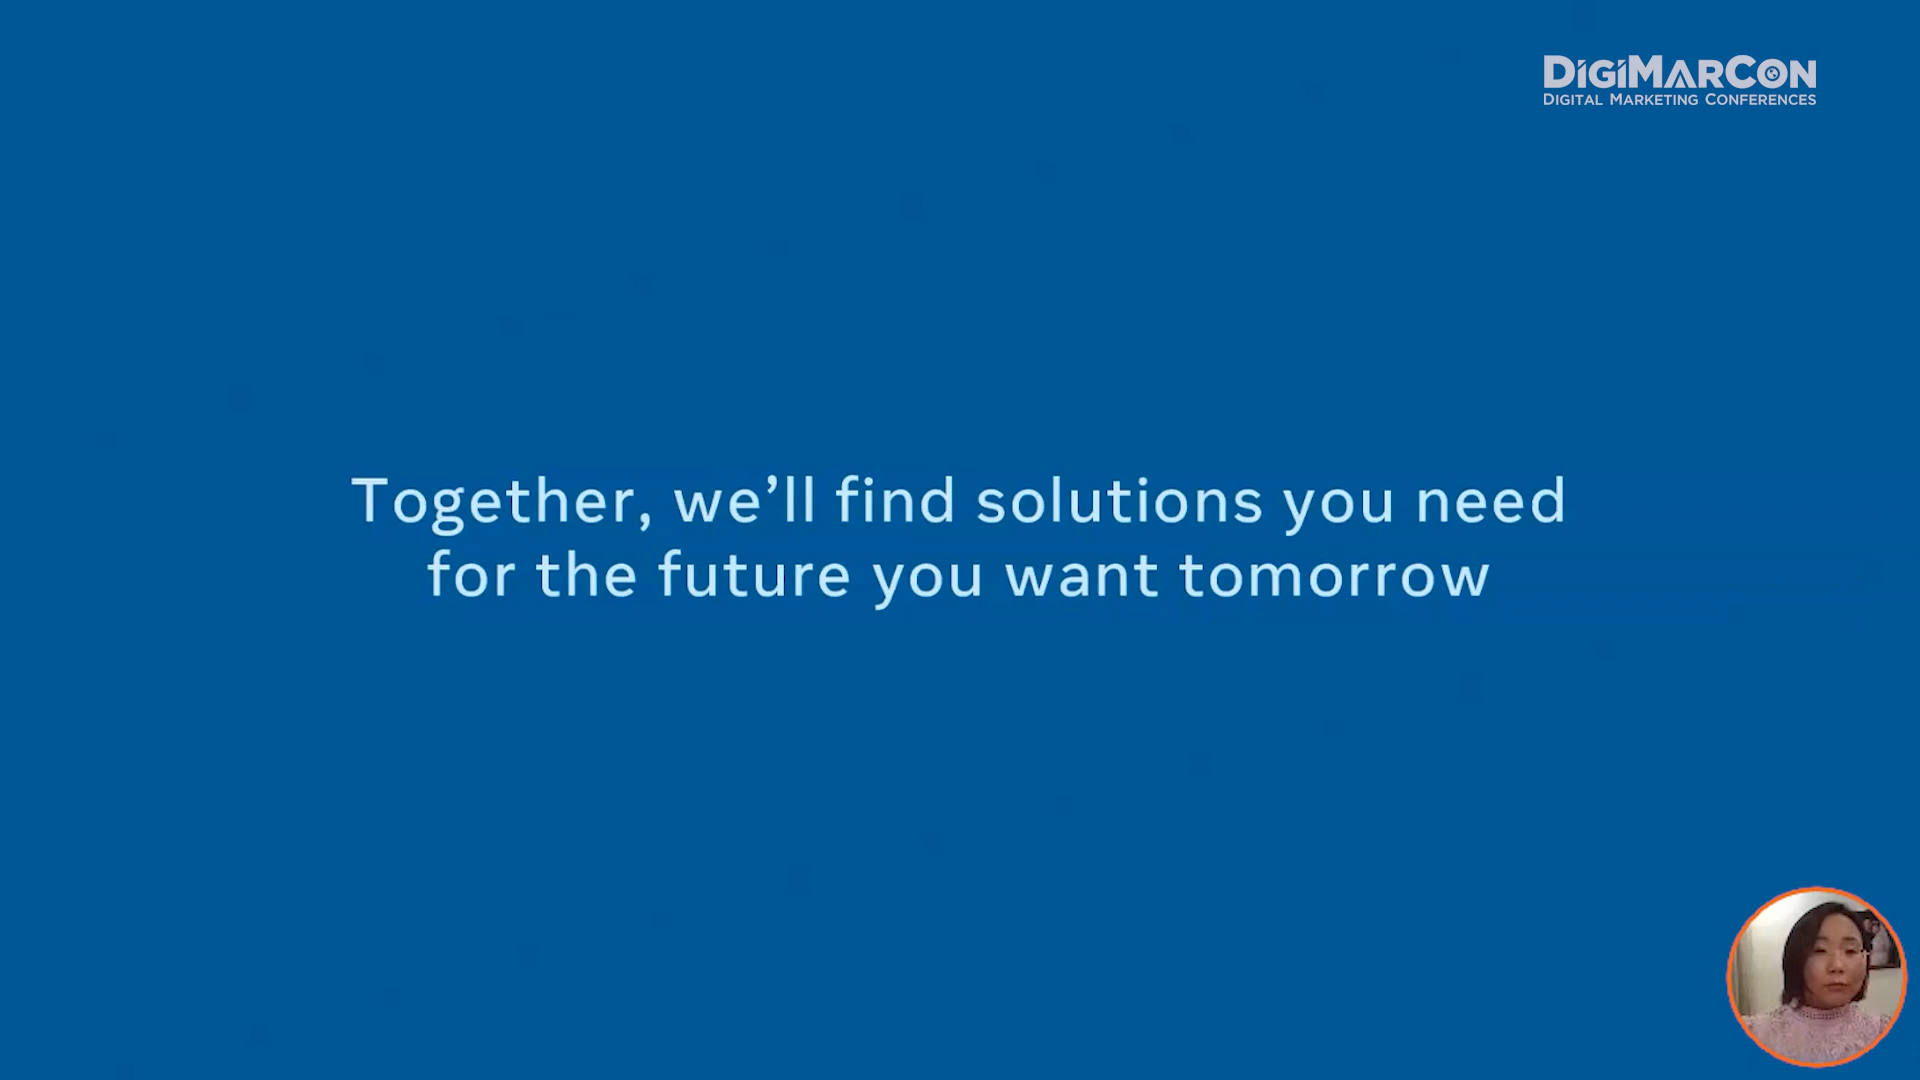 DIGIMARCON
DIGITAL MARKETING CONFERENCES
Together, we’ll find solutions you need
for the future you want tomorrow